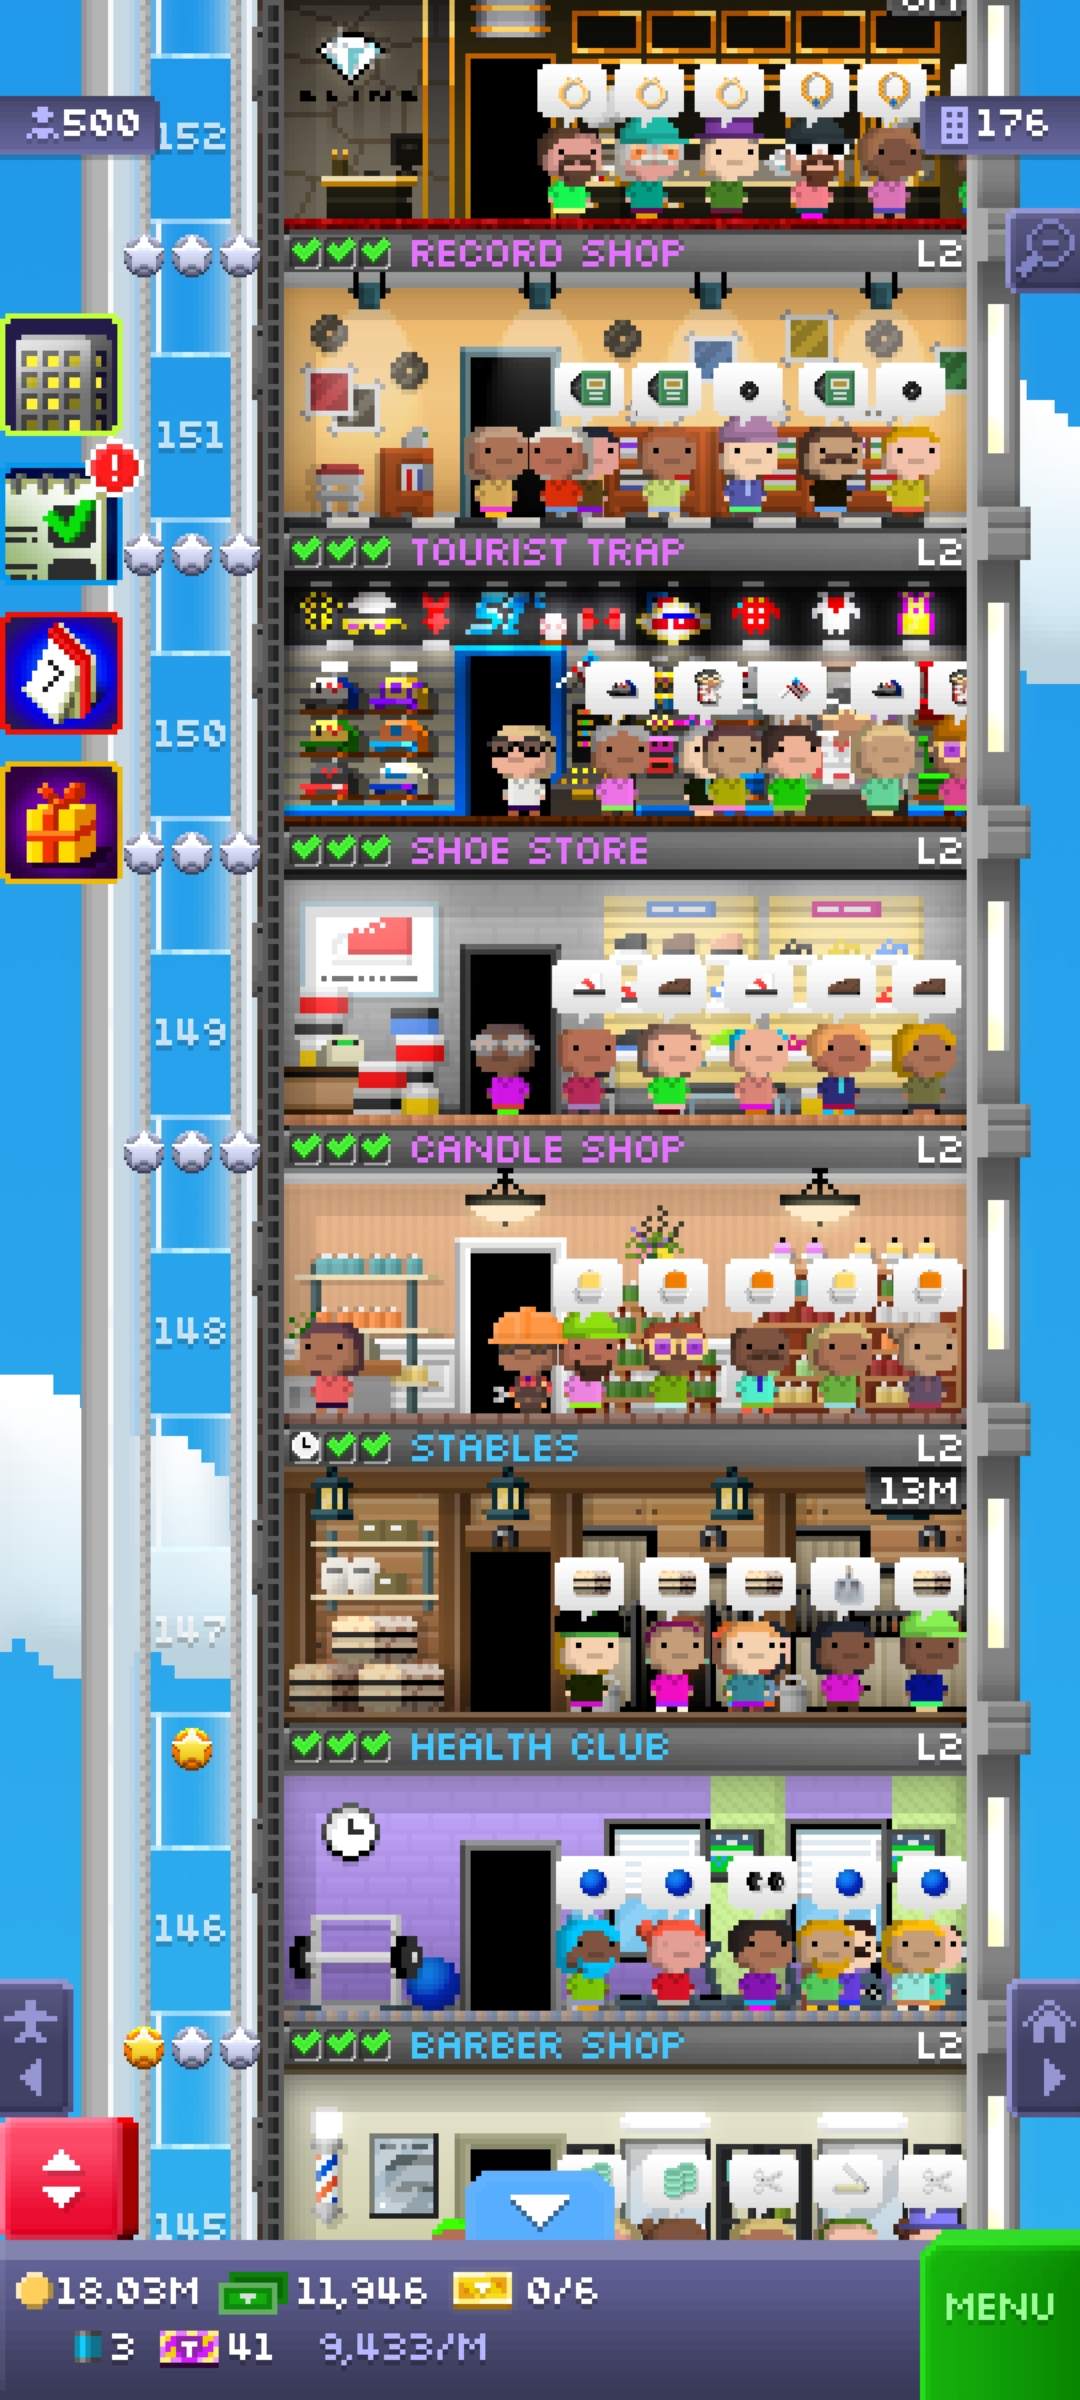 500
152
176
RECORD SHOP L2
151
TOURIST TRAP L2
150
SHOE STORE L2
149
CANDLE SHOP L2
148
STABLES L2
13M
147
HEALTH CLUB L2
146
BARBER SHOP L2
145
18.03M 11,946 0/6
3 41 9,433/M
MENU